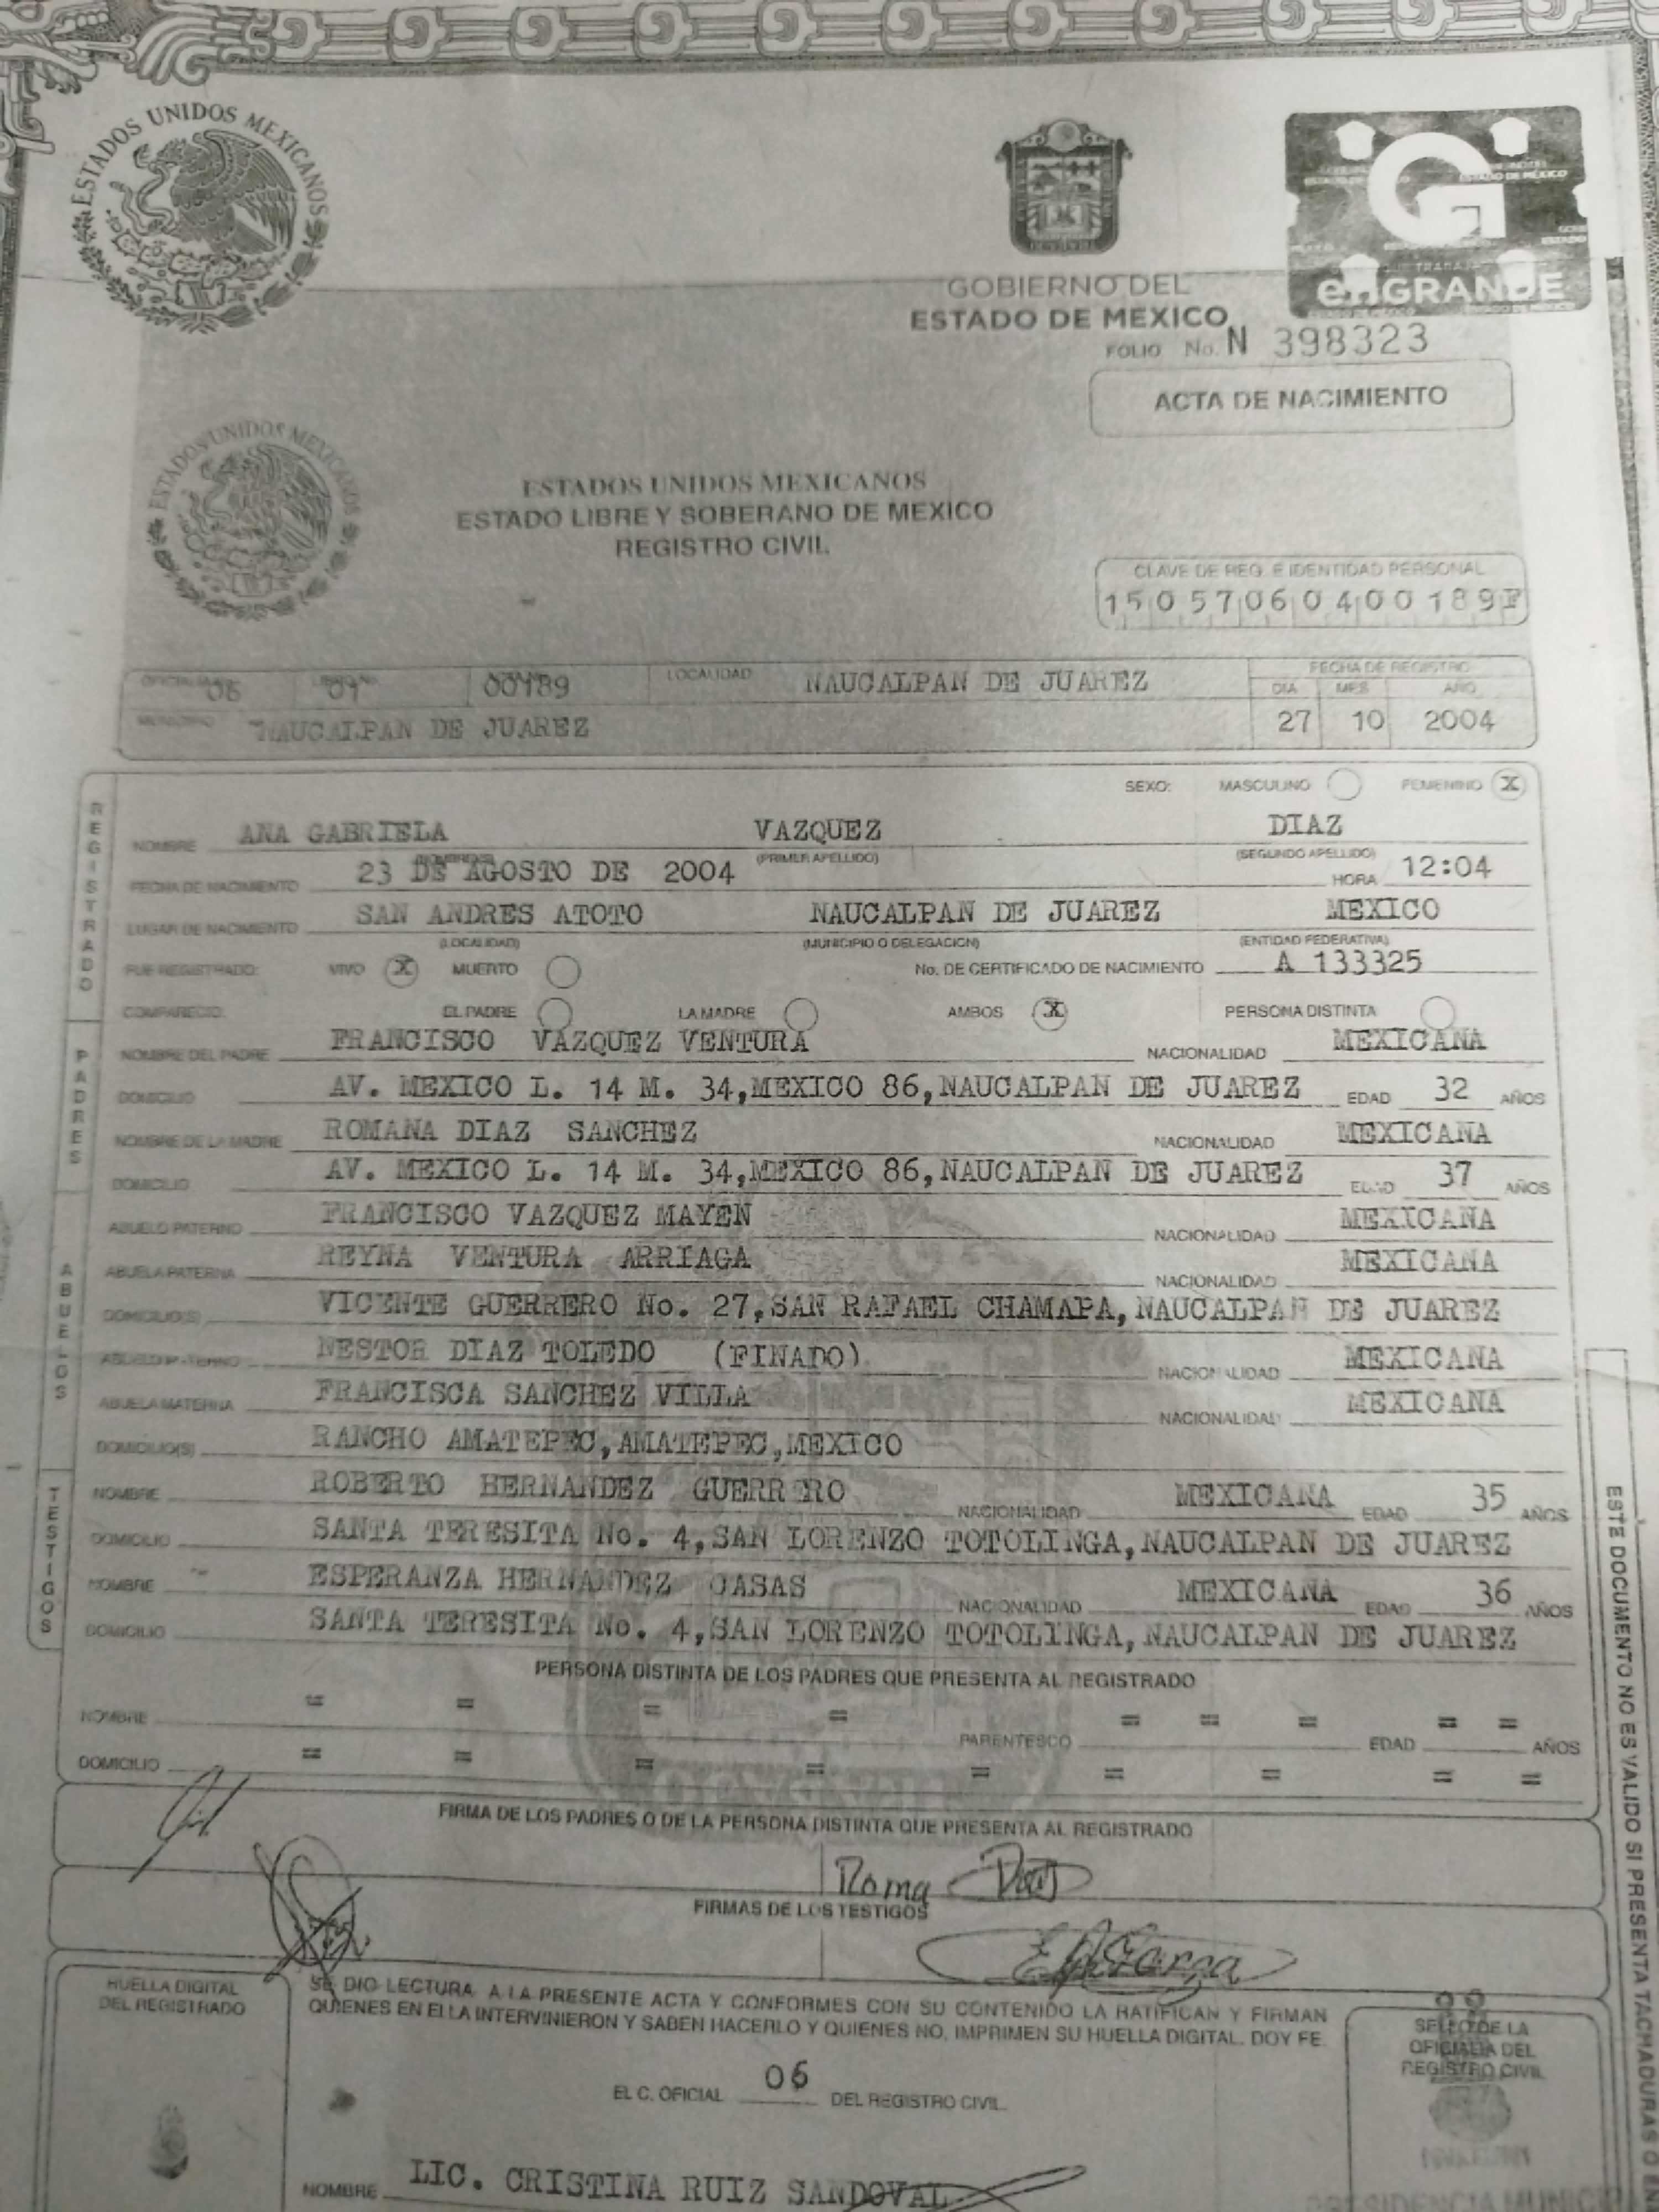 ESTADOS UNIDOS MEXICANOS
GOBIERNO DEL
ESTADO DE MEXICO
enGRANDE
FOLIO No. N 398323
ACTA DE NACIMIENTO
ESTADOS UNIDOS MEXICANOS
ESTADOS UNIDOS MEXICANOS
ESTADO LIBRE Y SOBERANO DE MEXICO
REGISTRO CIVIL
CLAVE DE REG. E IDENTIDAD PERSONAL
15057060400189F
06 01 00189 LOCALIDAD NAUCALPAN DE JUAREZ FECHA DE REGISTRO
DIA MES AÑO
MUNICIPIO NAUCALPAN DE JUAREZ 27 10 2004
REGISTRADO
SEXO: MASCULINO FEMENINO X
NOMBRE ANA GABRIELA VAZQUEZ DIAZ
(NOMBRE(S)) (PRIMER APELLIDO) (SEGUNDO APELLIDO)
FECHA DE NACIMIENTO 23 DE AGOSTO DE 2004 HORA 12:04
LUGAR DE NACIMIENTO SAN ANDRES ATOTO NAUCALPAN DE JUAREZ MEXICO
(LOCALIDAD) (MUNICIPIO O DELEGACION) (ENTIDAD FEDERATIVA)
FUE REGISTRADO: VIVO X MUERTO No. DE CERTIFICADO DE NACIMIENTO A 133325
COMPARECIO: EL PADRE LA MADRE AMBOS X PERSONA DISTINTA
PADRES
NOMBRE DEL PADRE FRANCISCO VAZQUEZ VENTURA NACIONALIDAD MEXICANA
DOMICILIO AV. MEXICO L. 14 M. 34,MEXICO 86,NAUCALPAN DE JUAREZ EDAD 32 AÑOS
NOMBRE DE LA MADRE ROMANA DIAZ SANCHEZ NACIONALIDAD MEXICANA
DOMICILIO AV. MEXICO L. 14 M. 34,MEXICO 86,NAUCALPAN DE JUAREZ EDAD 37 AÑOS
ABUELOS
ABUELO PATERNO FRANCISCO VAZQUEZ MAYEN NACIONALIDAD MEXICANA
ABUELA PATERNA REYNA VENTURA ARRIAGA NACIONALIDAD MEXICANA
DOMICILIO(S) VICENTE GUERRERO No. 27,SAN RAFAEL CHAMAPA,NAUCALPAN DE JUAREZ
NESTOR DIAZ TOLEDO (FINADO) NACIONALIDAD MEXICANA
ABUELA MATERNA FRANCISCA SANCHEZ VILLA NACIONALIDAD MEXICANA
DOMICILIO(S) RANCHO AMATEPEC,AMATEPEC,MEXICO
TESTIGOS
NOMBRE ROBERTO HERNANDEZ GUERRERO NACIONALIDAD MEXICANA EDAD 35 AÑOS
DOMICILIO SANTA TERESITA No. 4,SAN LORENZO TOTOLINGA,NAUCALPAN DE JUAREZ
NOMBRE ESPERANZA HERNANDEZ CASAS NACIONALIDAD MEXICANA EDAD 36 AÑOS
DOMICILIO SANTA TERESITA No. 4,SAN LORENZO TOTOLINGA,NAUCALPAN DE JUAREZ
PERSONA DISTINTA DE LOS PADRES QUE PRESENTA AL REGISTRADO
NOMBRE = = = = PARENTESCO = = = EDAD = = AÑOS
DOMICILIO = = = = = = = = =
FIRMA DE LOS PADRES O DE LA PERSONA DISTINTA QUE PRESENTA AL REGISTRADO
Roma
FIRMAS DE LOS TESTIGOS
HUELLA DIGITAL
DEL REGISTRADO
SE DIO LECTURA A LA PRESENTE ACTA Y CONFORMES CON SU CONTENIDO LA RATIFICAN Y FIRMAN
QUIENES EN ELLA INTERVINIERON Y SABEN HACERLO Y QUIENES NO, IMPRIMEN SU HUELLA DIGITAL. DOY FE.
EL C. OFICIAL 06 DEL REGISTRO CIVIL
NOMBRE LIC. CRISTINA RUIZ SANDOVAL
SELLO DE LA
OFICIALIA DEL
REGISTRO CIVIL
PRESIDENCIA
ESTE DOCUMENTO NO ES VALIDO SI PRESENTA TACHADURAS O